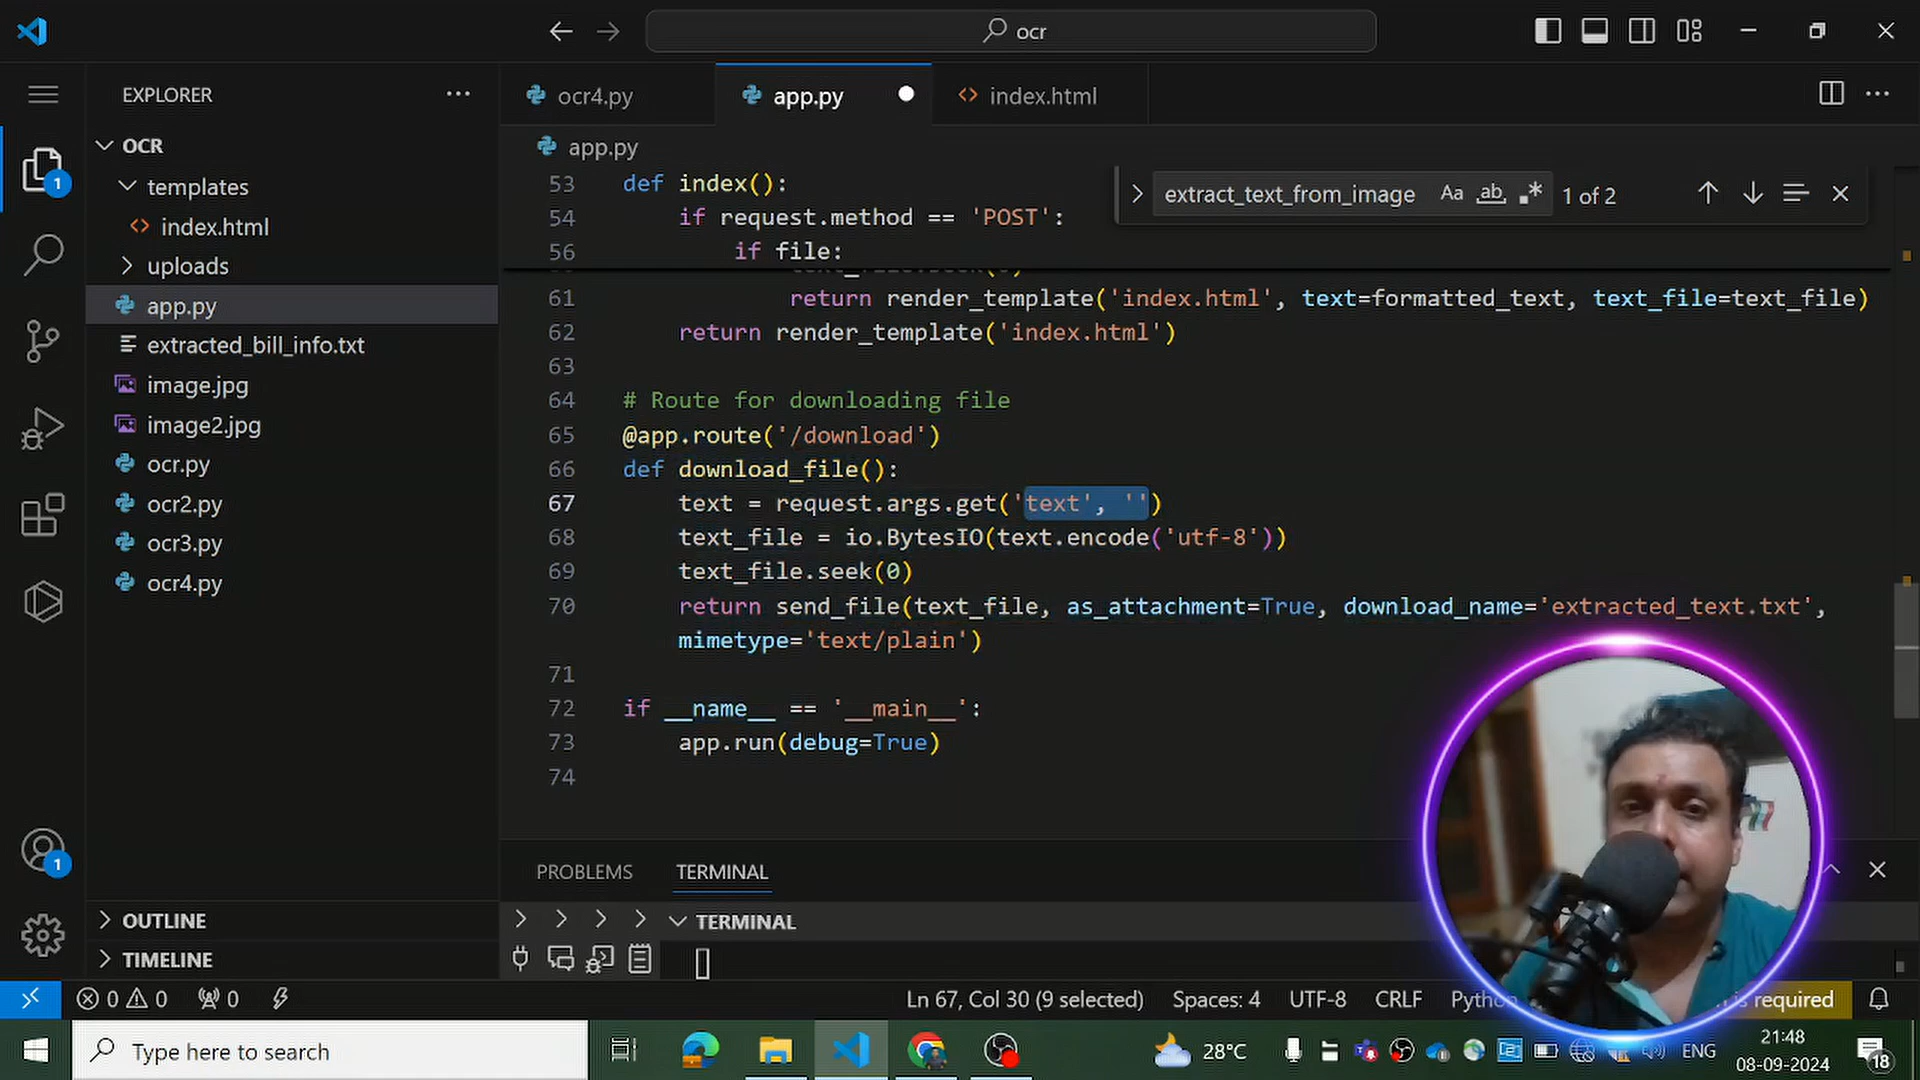 ocr
EXPLORER
OCR
templates
index.html
uploads
app.py
extracted_bill_info.txt
image.jpg
image2.jpg
ocr.py
ocr2.py
ocr3.py
ocr4.py
OUTLINE
TIMELINE
1
1
ocr4.py
app.py
index.html
app.py
extract_text_from_image Aa ab 1 of 2
53 def index():
54 if request.method == 'POST':
56 if file:
61 return render_template('index.html', text=formatted_text, text_file=text_file)
62 return render_template('index.html')
63
64 # Route for downloading file
65 @app.route('/download')
66 def download_file():
67 text = request.args.get('text', '')
68 text_file = io.BytesIO(text.encode('utf-8'))
69 text_file.seek(0)
70 return send_file(text_file, as_attachment=True, download_name='extracted_text.txt',
mimetype='text/plain')
71
72 if __name__ == '__main__':
73 app.run(debug=True)
74
PROBLEMS TERMINAL
TERMINAL
0 0 0 Ln 67, Col 30 (9 selected) Spaces: 4 UTF-8 CRLF is required
Type here to search
28°C
ENG
21:48
08-09-2024
18